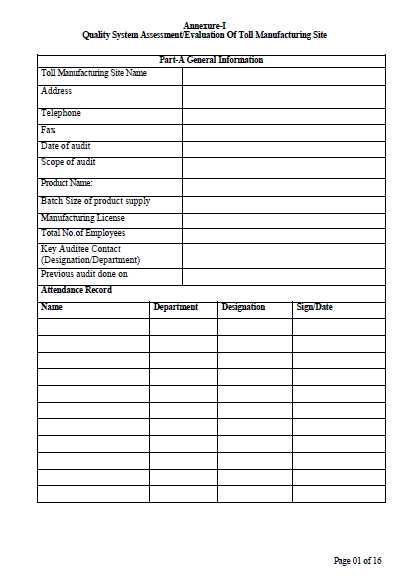 Annexure-I
Quality System Assessment/Evaluation Of Toll Manufacturing Site
Part-A General Information
Toll Manufacturing Site Name
Address
Telephone
Fax
Date of audit
Scope of audit
Product Name:
Batch Size of product supply
Manufacturing License
Total No.of Employees
Key Auditee Contact
(Designation/Department)
Previous audit done on
Attendance Record
Name Department Designation Sign/Date
Page 01 of 16